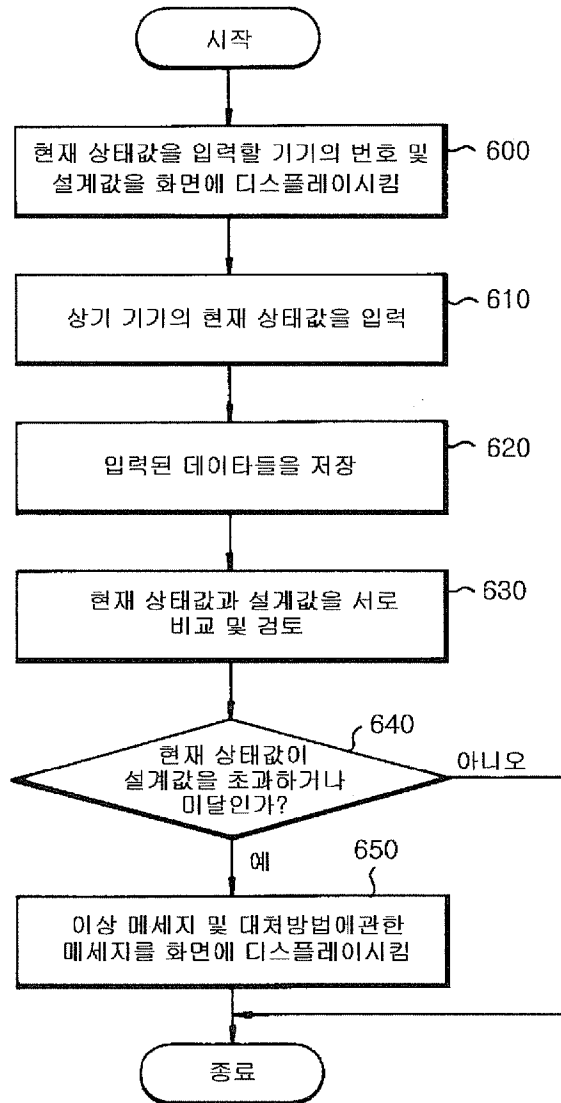 시작
현재 상태값을 입력할 기기의 번호 및
설계값을 화면에 디스플레이시킴
600
상기 기기의 현재 상태값을 입력
610
입력된 데이타들을 저장
620
현재 상태값과 설계값을 서로
비교 및 검토
630
640
현재 상태값이
설계값을 초과하거나
미달인가?
아니오
예
650
이상 메세지 및 대처방법에관한
메세지를 화면에 디스플레이시킴
종료